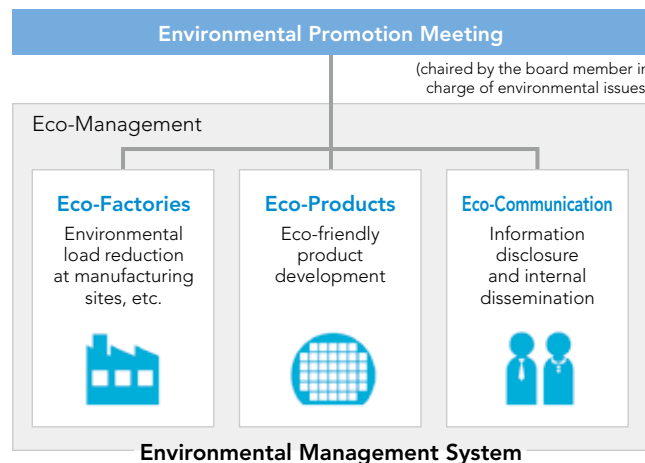 Environmental Promotion Meeting
(chaired by the board member in
charge of environmental issues
Eco-Management
Eco-Factories
Environmental
load reduction
at manufacturing
sites, etc.
Eco-Products
Eco-friendly
product
development
Eco-Communication
Information
disclosure
and internal
dissemination
Environmental Management System